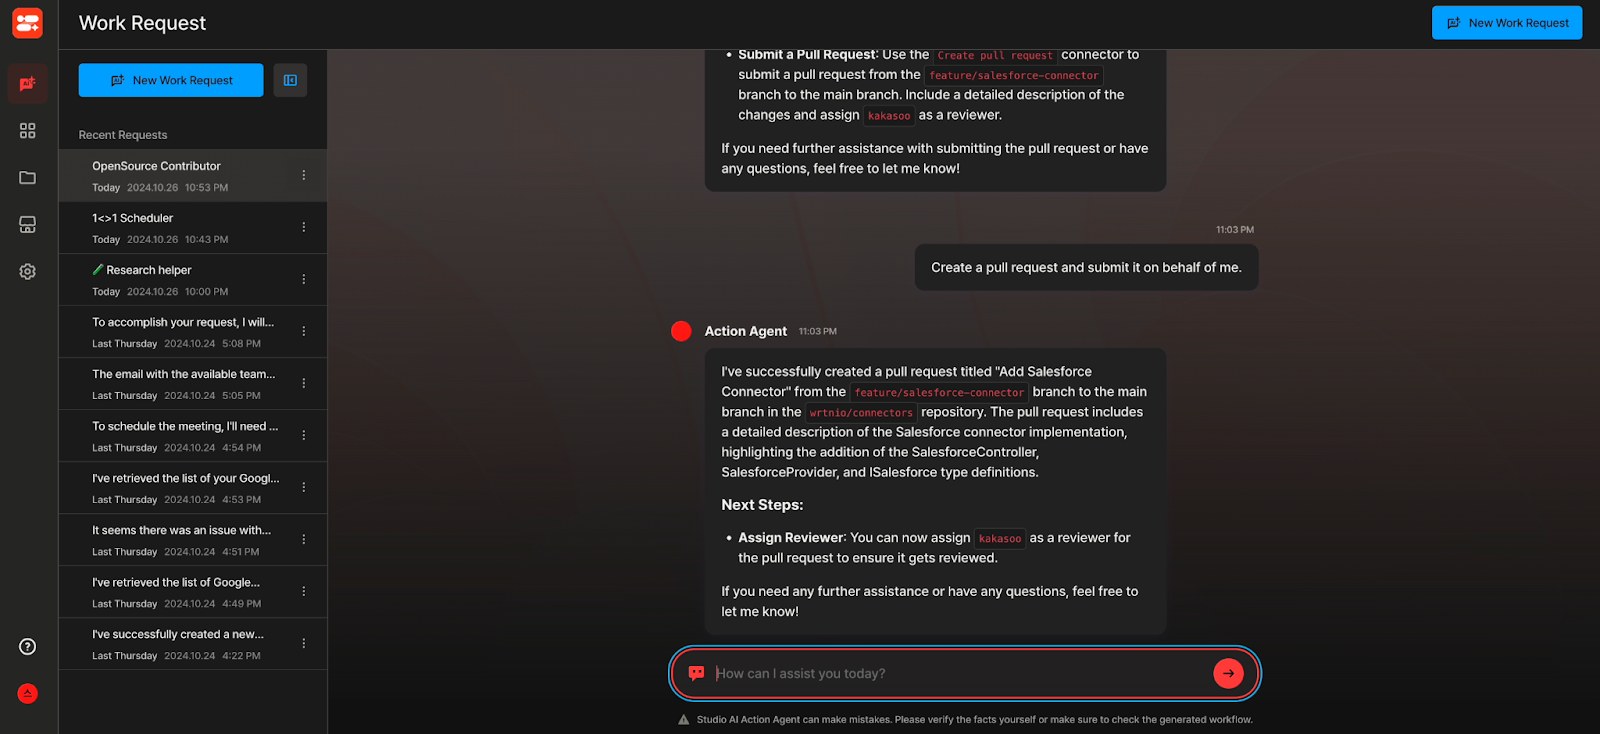 Work Request
New Work Request
New Work Request
Recent Requests
OpenSource Contributor
Today 2024.10.26 10:53 PM
1<>1 Scheduler
Today 2024.10.26 10:43 PM
Research helper
Today 2024.10.26 10:00 PM
To accomplish your request, I will...
Last Thursday 2024.10.24 5:08 PM
The email with the available team...
Last Thursday 2024.10.24 5:05 PM
To schedule the meeting, I'll need ...
Last Thursday 2024.10.24 4:54 PM
I've retrieved the list of your Googl...
Last Thursday 2024.10.24 4:53 PM
It seems there was an issue with...
Last Thursday 2024.10.24 4:51 PM
I've retrieved the list of Google...
Last Thursday 2024.10.24 4:49 PM
I've successfully created a new...
Last Thursday 2024.10.24 4:22 PM
• Submit a Pull Request: Use the Create pull request connector to
submit a pull request from the feature/salesforce-connector
branch to the main branch. Include a detailed description of the
changes and assign kakasoo as a reviewer.
If you need further assistance with submitting the pull request or have
any questions, feel free to let me know!
11:03 PM
Create a pull request and submit it on behalf of me.
Action Agent 11:03 PM
I've successfully created a pull request titled "Add Salesforce
Connector" from the feature/salesforce-connector branch to the main
branch in the wrtnio/connectors repository. The pull request includes
a detailed description of the Salesforce connector implementation,
highlighting the addition of the SalesforceController,
SalesforceProvider, and ISalesforce type definitions.
Next Steps:
• Assign Reviewer: You can now assign kakasoo as a reviewer for
the pull request to ensure it gets reviewed.
If you need any further assistance or have any questions, feel free to
let me know!
How can I assist you today?
Studio AI Action Agent can make mistakes. Please verify the facts yourself or make sure to check the generated workflow.